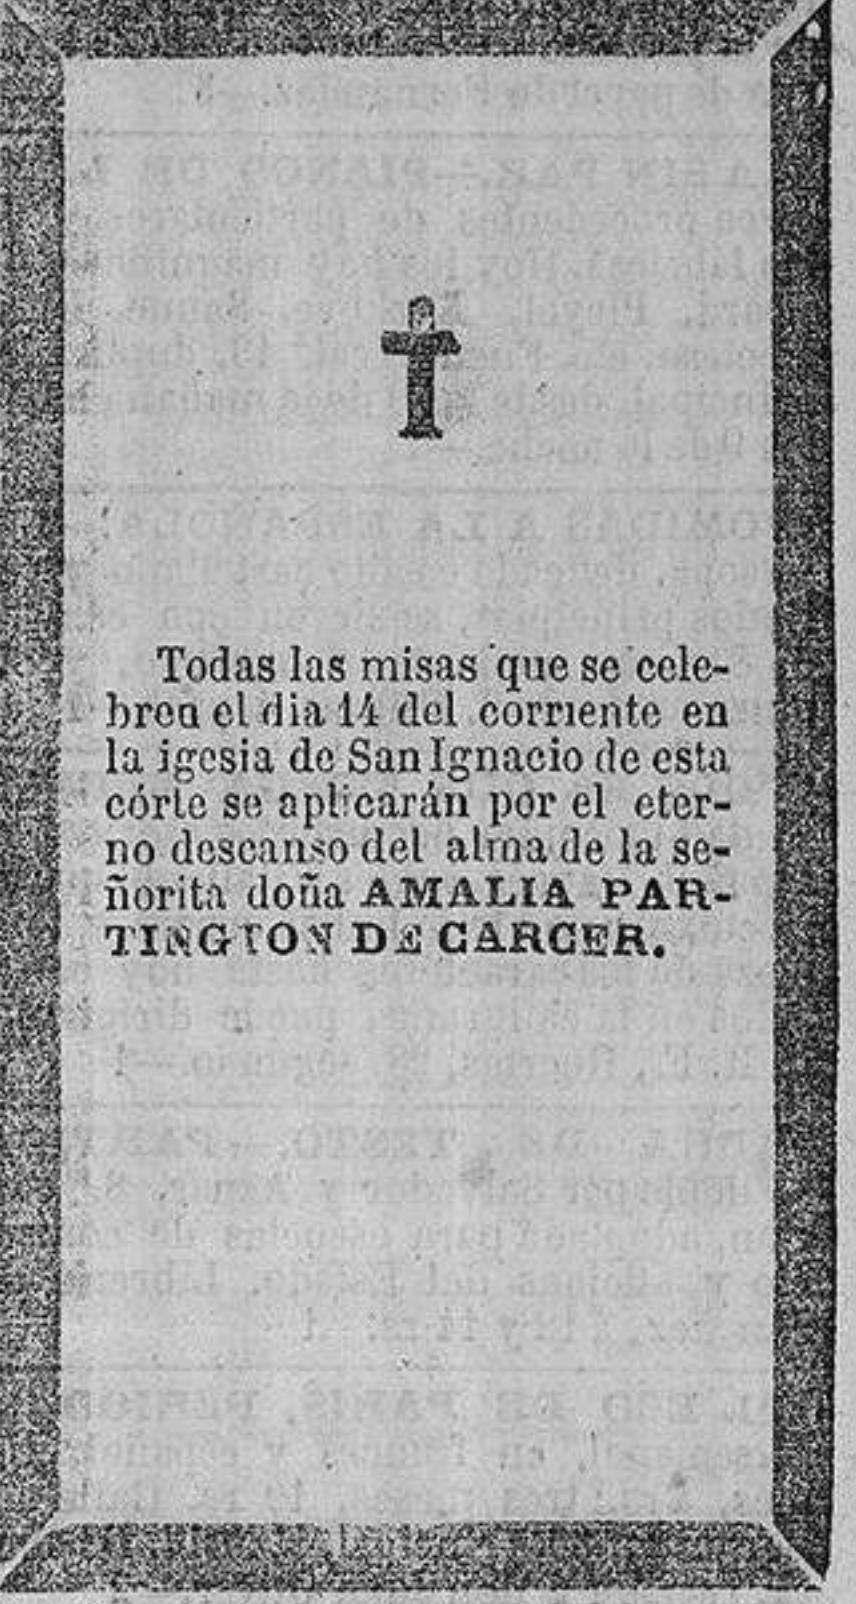 Todas las misas que se cele-
bren el dia 14 del corriente en
la igesia de San Ignacio de esta
córte se aplicarán por el eter-
no descanso del alma de la se-
ñorita doña AMALIA PAR-
TINGTON DE CARCER.